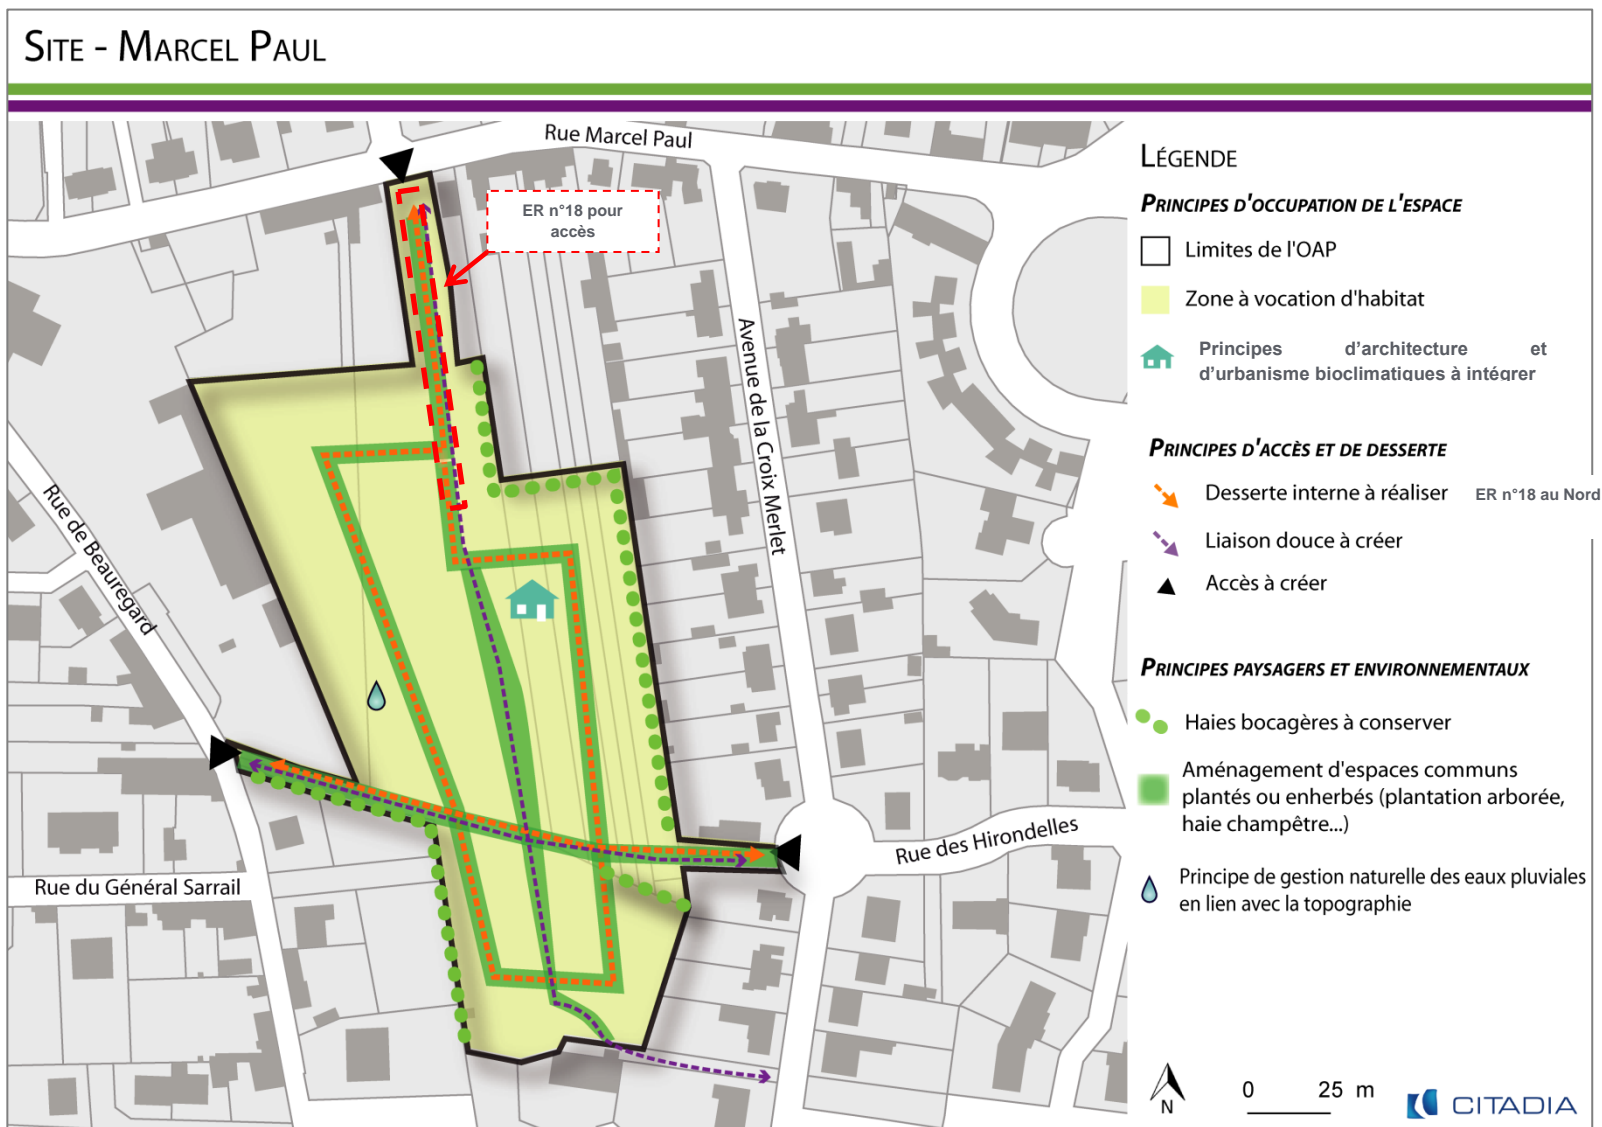 SITE - MARCEL PAUL
Rue Marcel Paul
ER n°18 pour
accès
Avenue de la Croix Merlet
Rue de Beauregard
Rue des Hirondelles
Rue du Général Sarrail
LÉGENDE
PRINCIPES D'OCCUPATION DE L'ESPACE
Limites de l'OAP
Zone à vocation d'habitat
Principes d'architecture et
d'urbanisme bioclimatiques à intégrer
PRINCIPES D'ACCÈS ET DE DESSERTE
Desserte interne à réaliser ER n°18 au Nord
Liaison douce à créer
Accès à créer
PRINCIPES PAYSAGERS ET ENVIRONNEMENTAUX
Haies bocagères à conserver
Aménagement d'espaces communs
plantés ou enherbés (plantation arborée,
haie champêtre...)
Principe de gestion naturelle des eaux pluviales
en lien avec la topographie
N
0 25 m
CITADIA